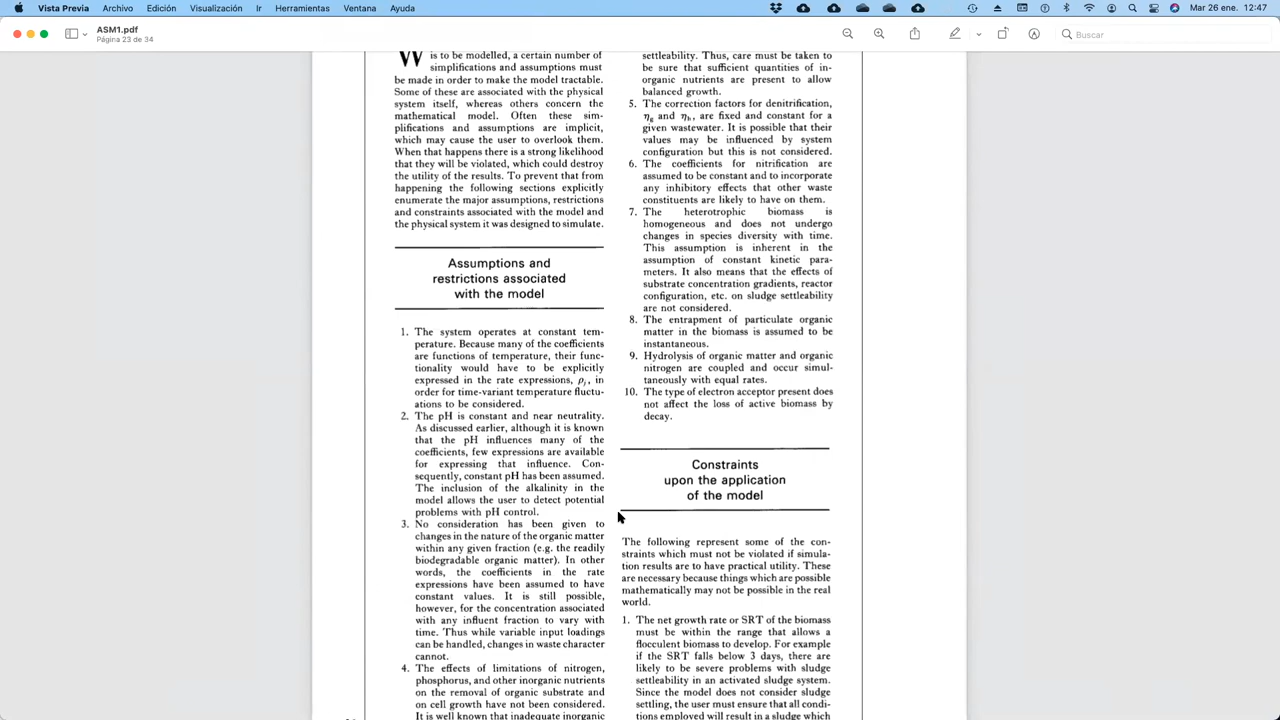 Vista Previa Archivo Edición Visualización Ir Herramientas Ventana Ayuda
Mar 26 ene. 12:47
ASM1.pdf
Página 23 de 34
Buscar
W is to be modelled, a certain number of
simplifications and assumptions must
be made in order to make the model tractable.
Some of these are associated with the physical
system itself, whereas others concern the
mathematical model. Often these sim-
plifications and assumptions are implicit,
which may cause the user to overlook them.
When that happens there is a strong likelihood
that they will be violated, which could destroy
the utility of the results. To prevent that from
happening the following sections explicitly
enumerate the major assumptions, restrictions
and constraints associated with the model and
the physical system it was designed to simulate.
Assumptions and
restrictions associated
with the model
1. The system operates at constant tem-
perature. Because many of the coefficients
are functions of temperature, their func-
tionality would have to be explicitly
expressed in the rate expressions, ρj, in
order for time-variant temperature fluctu-
ations to be considered.
2. The pH is constant and near neutrality.
As discussed earlier, although it is known
that the pH influences many of the
coefficients, few expressions are available
for expressing that influence. Con-
sequently, constant pH has been assumed.
The inclusion of the alkalinity in the
model allows the user to detect potential
problems with pH control.
3. No consideration has been given to
changes in the nature of the organic matter
within any given fraction (e.g. the readily
biodegradable organic matter). In other
words, the coefficients in the rate
expressions have been assumed to have
constant values. It is still possible,
however, for the concentration associated
with any influent fraction to vary with
time. Thus while variable input loadings
can be handled, changes in waste character
cannot.
4. The effects of limitations of nitrogen,
phosphorus, and other inorganic nutrients
on the removal of organic substrate and
on cell growth have not been considered.
It is well known that inadequate inorganic
settleability. Thus, care must be taken to
be sure that sufficient quantities of in-
organic nutrients are present to allow
balanced growth.
5. The correction factors for denitrification,
ηg and ηh, are fixed and constant for a
given wastewater. It is possible that their
values may be influenced by system
configuration but this is not considered.
6. The coefficients for nitrification are
assumed to be constant and to incorporate
any inhibitory effects that other waste
constituents are likely to have on them.
7. The heterotrophic biomass is
homogeneous and does not undergo
changes in species diversity with time.
This assumption is inherent in the
assumption of constant kinetic para-
meters. It also means that the effects of
substrate concentration gradients, reactor
configuration, etc. on sludge settleability
are not considered.
8. The entrapment of particulate organic
matter in the biomass is assumed to be
instantaneous.
9. Hydrolysis of organic matter and organic
nitrogen are coupled and occur simul-
taneously with equal rates.
10. The type of electron acceptor present does
not affect the loss of active biomass by
decay.
Constraints
upon the application
of the model
The following represent some of the con-
straints which must not be violated if simula-
tion results are to have practical utility. These
are necessary because things which are possible
mathematically may not be possible in the real
world.
1. The net growth rate or SRT of the biomass
must be within the range that allows a
flocculent biomass to develop. For example
if the SRT falls below 3 days, there are
likely to be severe problems with sludge
settleability in an activated sludge system.
Since the model does not consider sludge
settling, the user must ensure that all condi-
tions employed will result in a sludge which